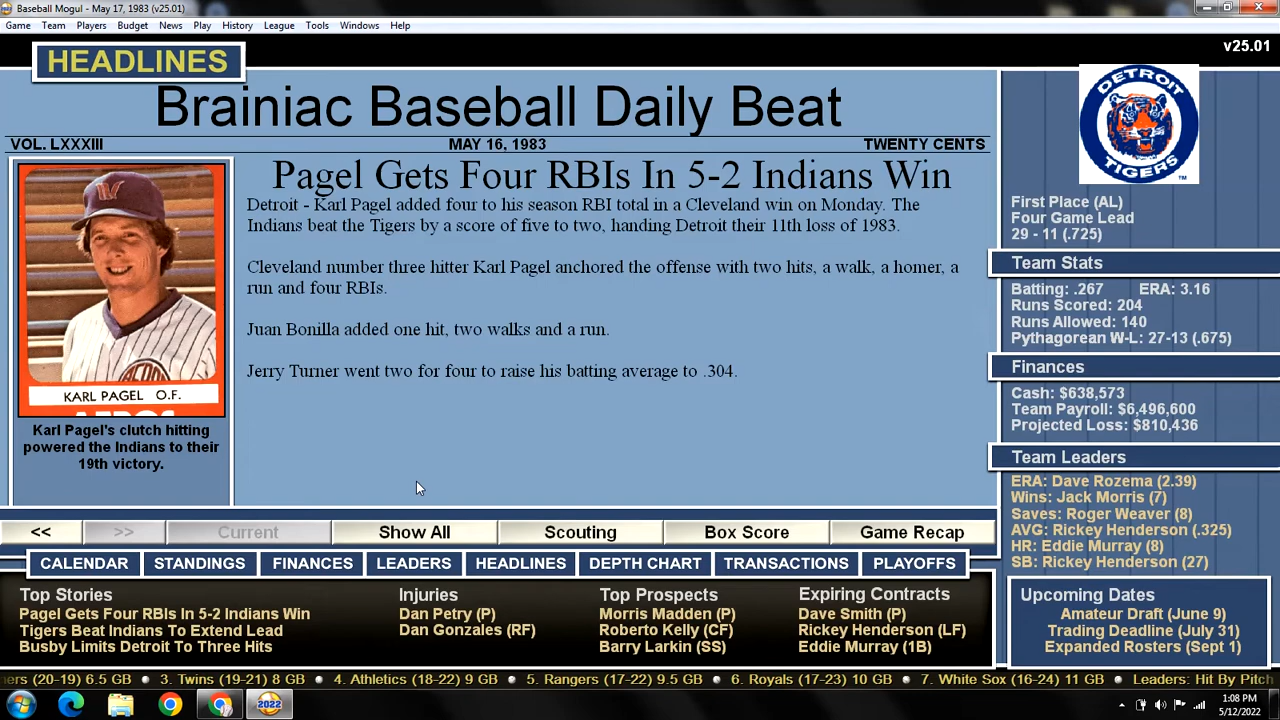 Baseball Mogul - May 17, 1983 (v25.01)
Game Team Players Budget News Play History League Tools Windows Help
HEADLINES
v25.01
Brainiac Baseball Daily Beat
VOL. LXXXIII MAY 16, 1983 TWENTY CENTS
Pagel Gets Four RBIs In 5-2 Indians Win
Detroit - Karl Pagel added four to his season RBI total in a Cleveland win on Monday. The
Indians beat the Tigers by a score of five to two, handing Detroit their 11th loss of 1983.
Cleveland number three hitter Karl Pagel anchored the offense with two hits, a walk, a homer, a
run and four RBIs.
Juan Bonilla added one hit, two walks and a run.
Jerry Turner went two for four to raise his batting average to .304.
KARL PAGEL O.F.
Karl Pagel's clutch hitting
powered the Indians to their
19th victory.
DETROIT
TIGERS
TM
First Place (AL)
Four Game Lead
29 - 11 (.725)
Team Stats
Batting: .267 ERA: 3.16
Runs Scored: 204
Runs Allowed: 140
Pythagorean W-L: 27-13 (.675)
Finances
Cash: $638,573
Team Payroll: $6,496,600
Projected Loss: $810,436
Team Leaders
ERA: Dave Rozema (2.39)
Wins: Jack Morris (7)
Saves: Roger Weaver (8)
AVG: Rickey Henderson (.325)
HR: Eddie Murray (8)
SB: Rickey Henderson (27)
<< >> Current Show All Scouting Box Score Game Recap
CALENDAR STANDINGS FINANCES LEADERS HEADLINES DEPTH CHART TRANSACTIONS PLAYOFFS
Top Stories
Pagel Gets Four RBIs In 5-2 Indians Win
Tigers Beat Indians To Extend Lead
Busby Limits Detroit To Three Hits
Injuries
Dan Petry (P)
Dan Gonzales (RF)
Top Prospects
Morris Madden (P)
Roberto Kelly (CF)
Barry Larkin (SS)
Expiring Contracts
Dave Smith (P)
Rickey Henderson (LF)
Eddie Murray (1B)
Upcoming Dates
Amateur Draft (June 9)
Trading Deadline (July 31)
Expanded Rosters (Sept 1)
ners (20-19) 6.5 GB • 3. Twins (19-21) 8 GB • 4. Athletics (18-22) 9 GB • 5. Rangers (17-22) 9.5 GB • 6. Royals (17-23) 10 GB • 7. White Sox (16-24) 11 GB • Leaders: Hit By Pitch
2022
1:08 PM
5/12/2022